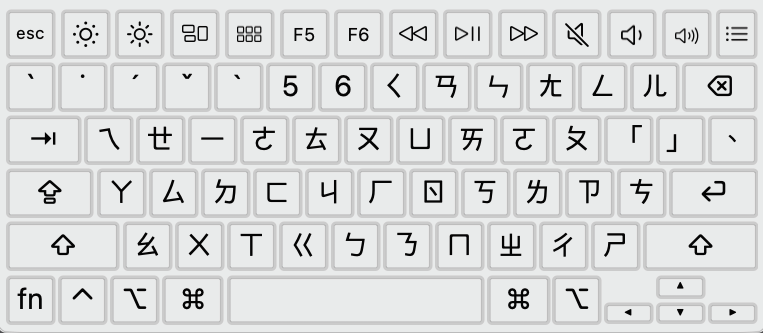 esc F5 F6
` ˙ ˊ ˇ ˋ 5 6 ㄑ ㄢ ㄣ ㄤ ㄥ ㄦ
ㄟ ㄝ ㄧ ㄜ ㄊ ㄡ ㄩ ㄞ ㄛ ㄆ 「 」 、
ㄚ ㄙ ㄉ ㄈ ㄐ ㄏ ㄖ ㄎ ㄌ ㄗ ㄘ
ㄠ ㄨ ㄒ ㄍ ㄅ ㄋ ㄇ ㄓ ㄔ ㄕ
fn ^ ⌥ ⌘ ⌘ ⌥